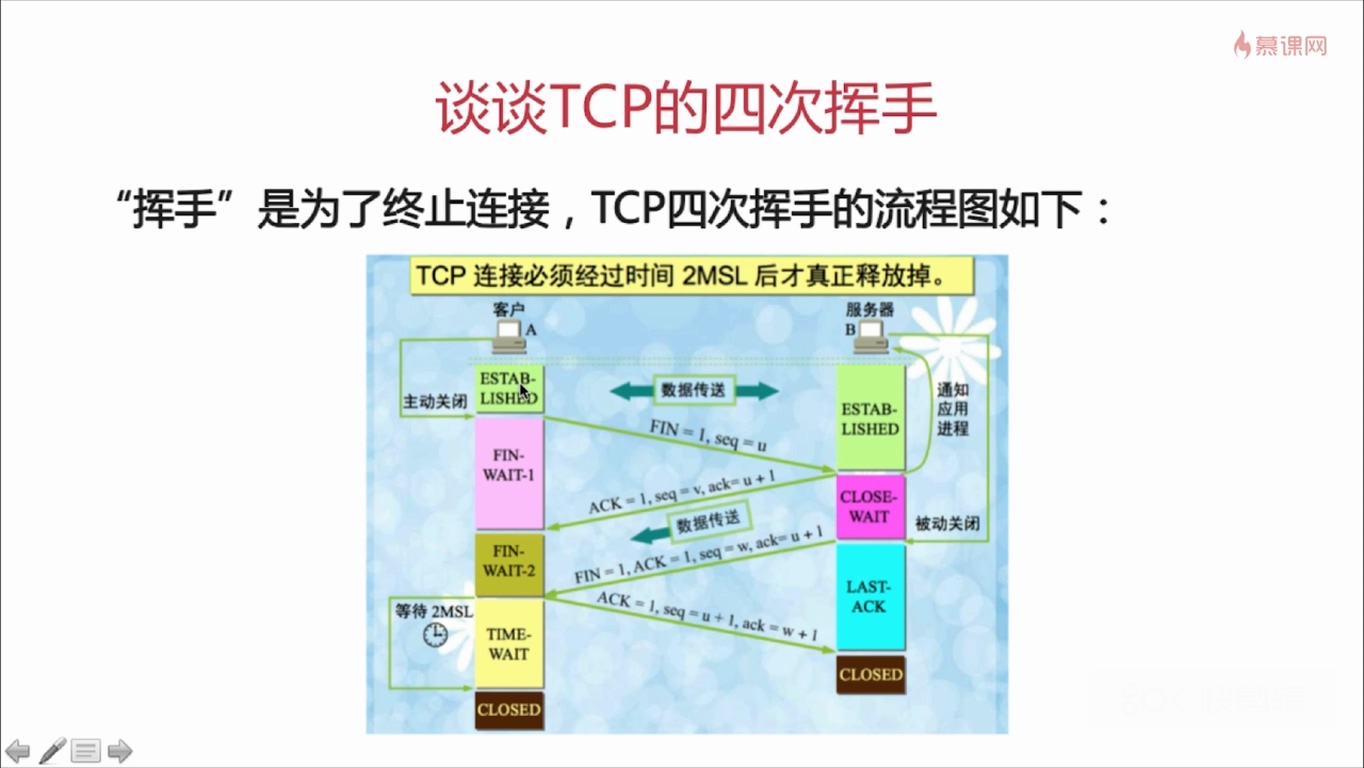 慕课网
谈谈TCP的四次挥手
“挥手”是为了终止连接，TCP四次挥手的流程图如下：
TCP 连接必须经过时间 2MSL 后才真正释放掉。
客户
A
服务器
B
ESTAB-
LISHED
主动关闭
数据传送
ESTAB-
LISHED
通知
应用
进程
FIN = 1, seq = u
FIN-
WAIT-1
ACK = 1, seq = v, ack= u + 1
CLOSE-
WAIT
被动关闭
数据传送
FIN = 1, ACK = 1, seq = w, ack= u + 1
FIN-
WAIT-2
LAST-
ACK
ACK = 1, seq = u + 1, ack = w + 1
等待 2MSL
TIME-
WAIT
CLOSED
CLOSED